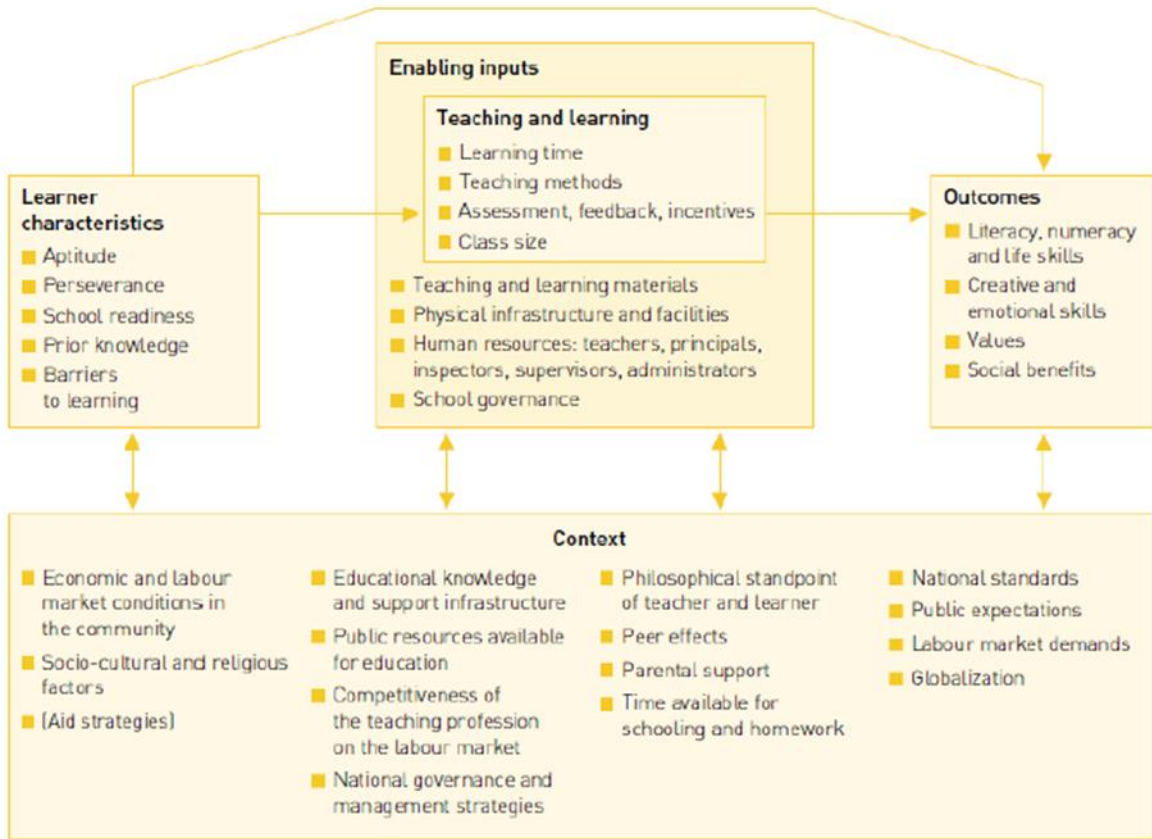 Enabling inputs
Teaching and learning
Learning time
Teaching methods
Assessment, feedback, incentives
Class size
Learner
characteristics
Aptitude
Perseverance
School readiness
Prior knowledge
Barriers
to learning
Teaching and learning materials
Physical infrastructure and facilities
Human resources: teachers, principals,
inspectors, supervisors, administrators
School governance
Outcomes
Literacy, numeracy
and life skills
Creative and
emotional skills
Values
Social benefits
Context
Economic and labour
market conditions in
the community
Socio-cultural and religious
factors
(Aid strategies)
Educational knowledge
and support infrastructure
Public resources available
for education
Competitiveness of
the teaching profession
on the labour market
National governance and
management strategies
Philosophical standpoint
of teacher and learner
Peer effects
Parental support
Time available for
schooling and homework
National standards
Public expectations
Labour market demands
Globalization